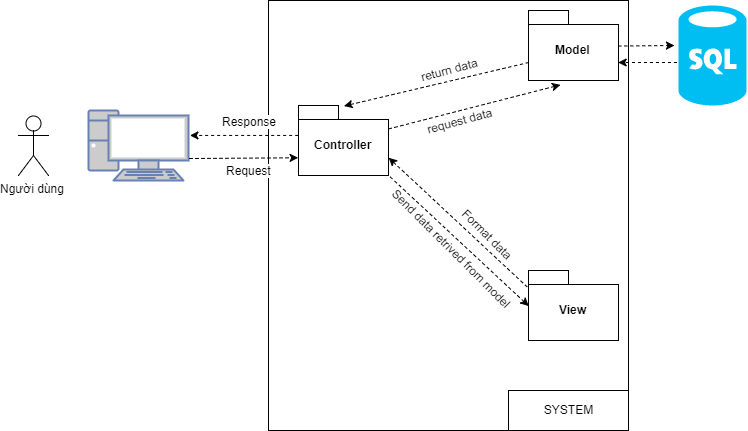 Model
SQL
return data
request data
Response
Controller
Request
Người dùng
Format data
Send data retrived from model
View
SYSTEM